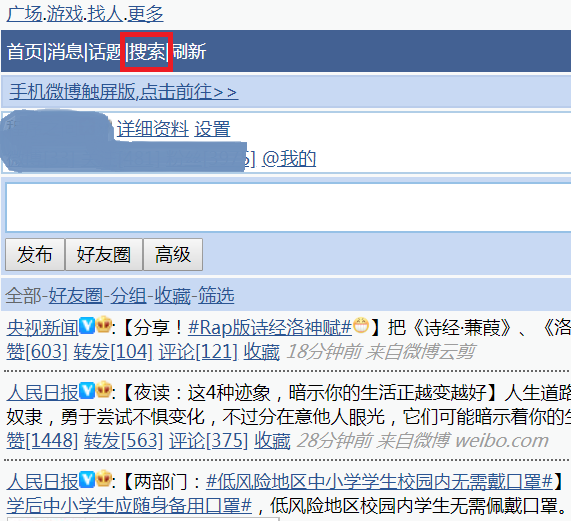 广场.游戏.找人.更多
首页|消息|话题|搜索|刷新
手机微博触屏版,点击前往>>
详细资料 设置
@我的
发布 好友圈 高级
全部-好友圈-分组-收藏-筛选
央视新闻:【分享！#Rap版诗经洛神赋#】把《诗经·蒹葭》、《洛
赞[603] 转发[104] 评论[121] 收藏 18分钟前 来自微博云剪
人民日报:【夜读：这4种迹象，暗示你的生活正越变越好】人生道路
奴隶，勇于尝试不惧变化，不过分在意他人眼光，它们可能暗示着你的生
赞[1448] 转发[563] 评论[375] 收藏 28分钟前 来自微博 weibo.com
人民日报:【两部门：#低风险地区中小学学生校园内无需戴口罩#】
学后中小学生应随身备用口罩#，低风险地区校园内学生无需佩戴口罩。